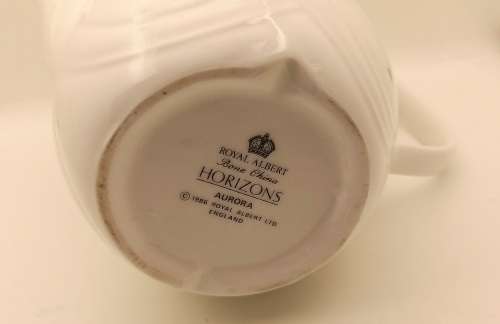 ROYAL ALBERT
Bone China
HORIZONS
AURORA
© 1986 ROYAL ALBERT LTD
ENGLAND